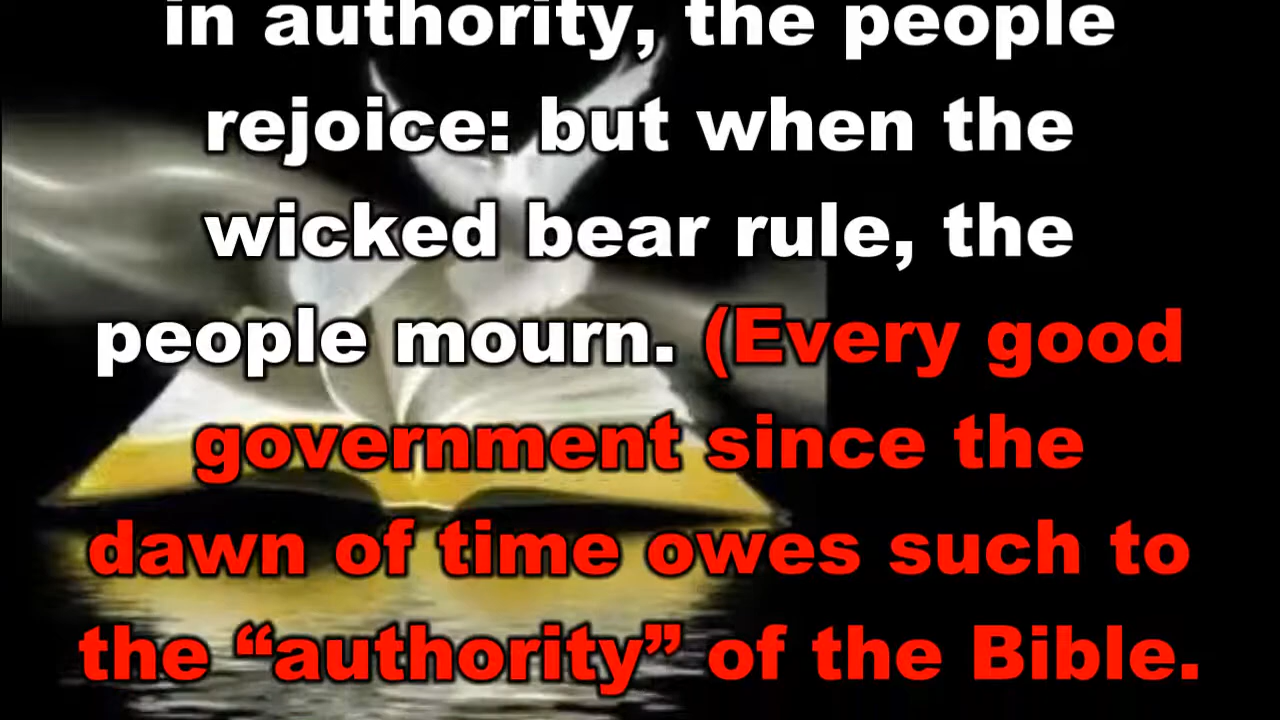 in authority, the people
rejoice: but when the
wicked bear rule, the
people mourn. (Every good
government since the
dawn of time owes such to
the “authority” of the Bible.